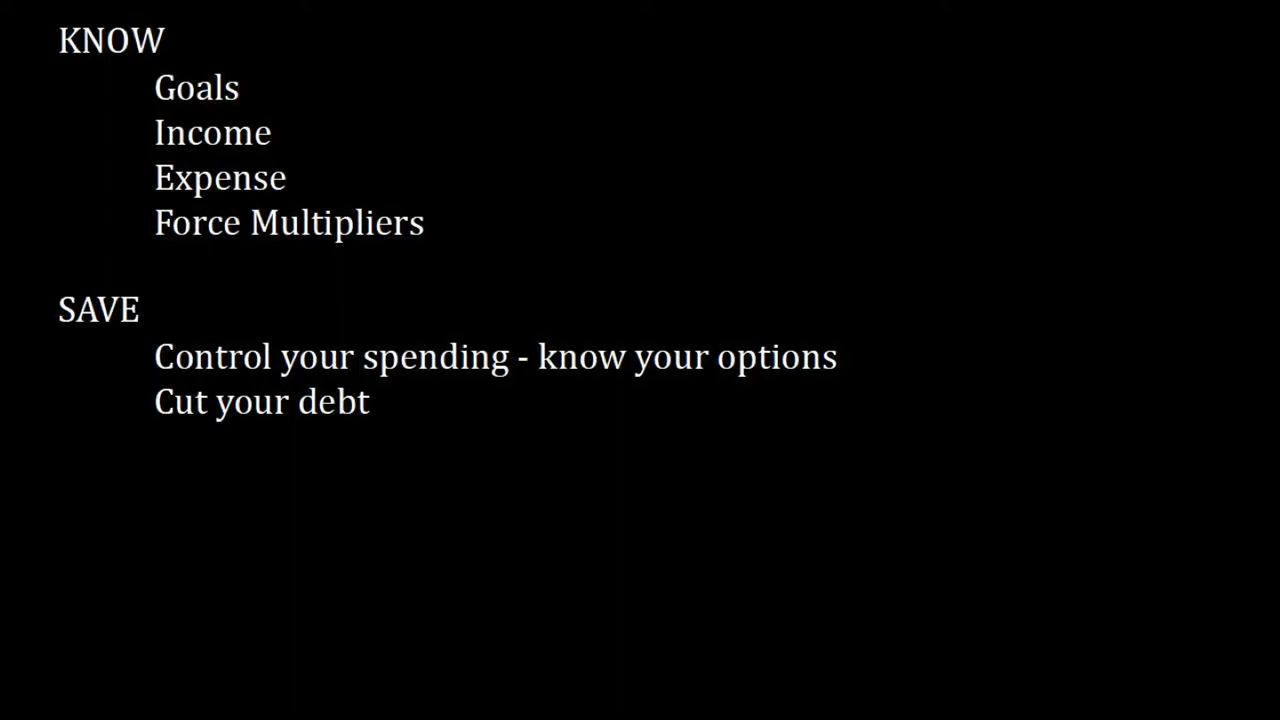 KNOW
Goals
Income
Expense
Force Multipliers
SAVE
Control your spending - know your options
Cut your debt